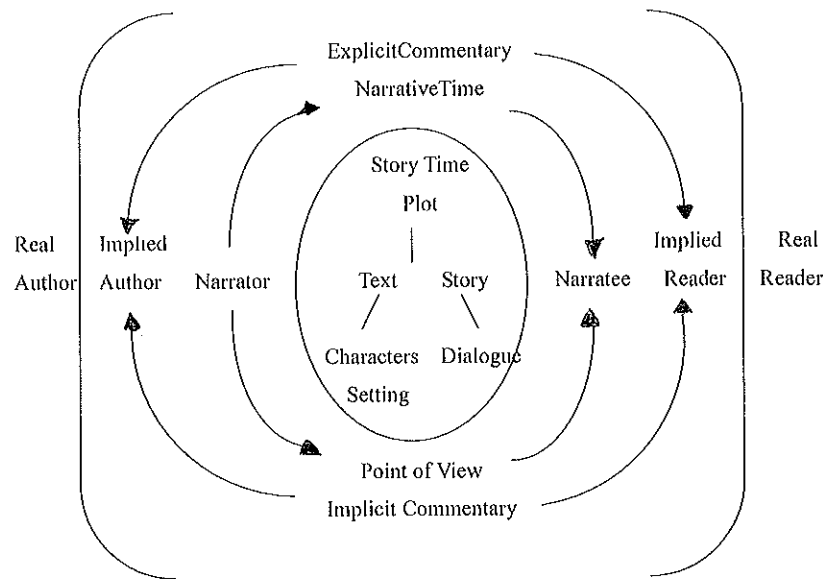 ExplicitCommentary
NarrativeTime
Story Time
Plot
Real Implied Implied Real
Author Author Narrator Text Story Narratee Reader Reader
Characters Dialogue
Setting
Point of View
Implicit Commentary